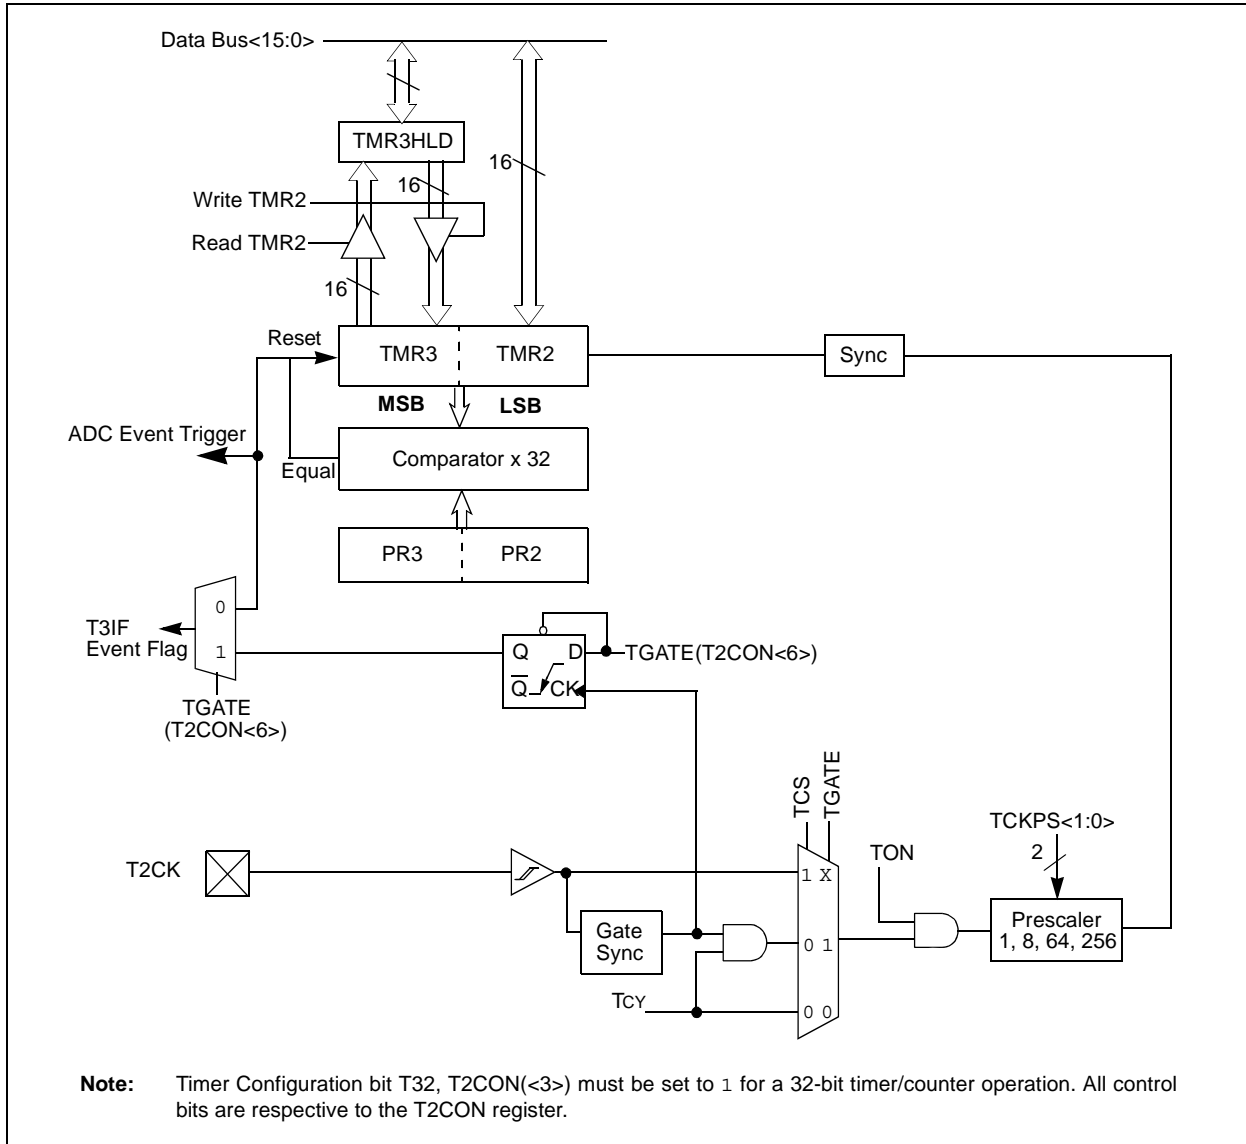 Data Bus<15:0>
TMR3HLD
16
16
Write TMR2
Read TMR2
16
Reset
TMR3
TMR2
Sync
MSB
LSB
ADC Event Trigger
Equal
Comparator x 32
PR3
PR2
0
1
T3IF
Event Flag
Q
D
Q
CK
TGATE(T2CON<6>)
TGATE
(T2CON<6>)
TCS
TGATE
TCKPS<1:0>
2
TON
T2CK
1 X
Gate
Sync
0 1
Prescaler
1, 8, 64, 256
TCY
0 0
Note: Timer Configuration bit T32, T2CON(<3>) must be set to 1 for a 32-bit timer/counter operation. All control
bits are respective to the T2CON register.